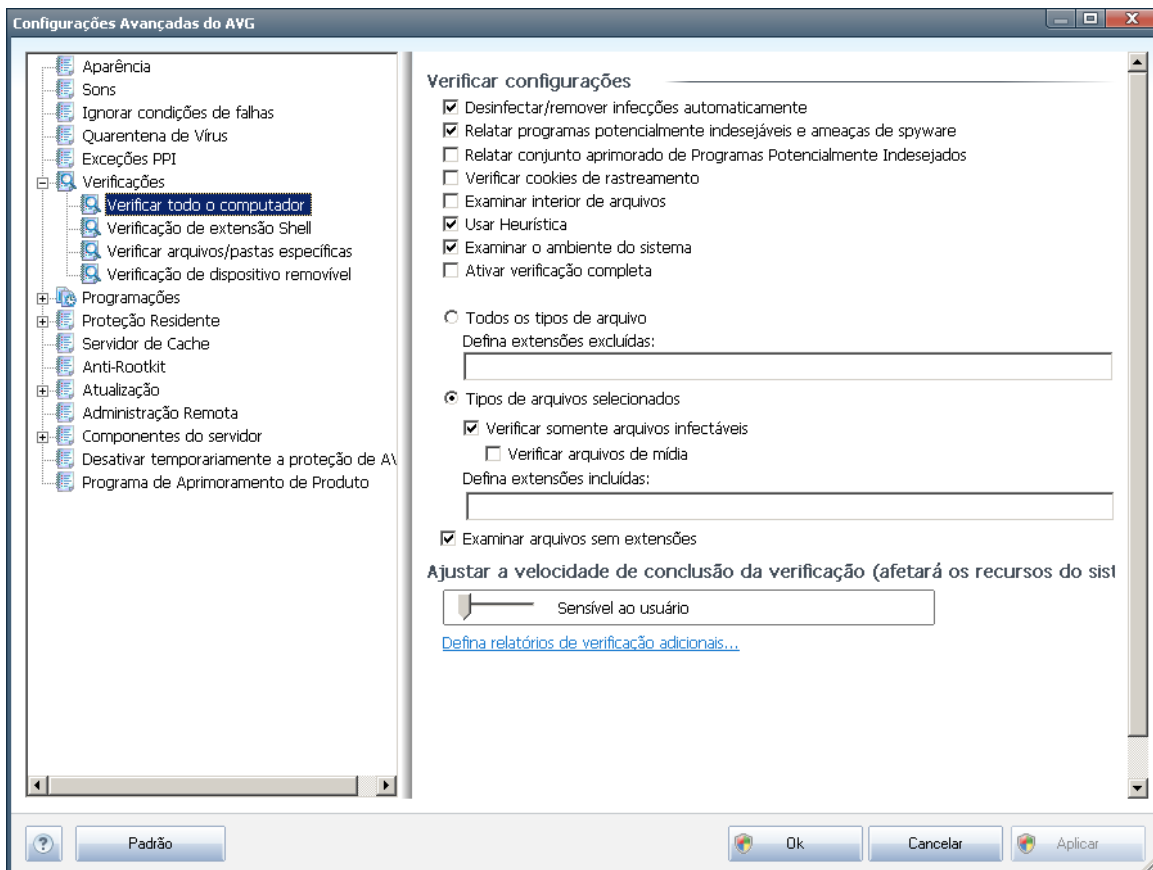 Configurações Avançadas do AVG
Aparência
Sons
Ignorar condições de falhas
Quarentena de Vírus
Exceções PPI
Verificações
Verificar todo o computador
Verificação de extensão Shell
Verificar arquivos/pastas específicas
Verificação de dispositivo removível
Programações
Proteção Residente
Servidor de Cache
Anti-Rootkit
Atualização
Administração Remota
Componentes do servidor
Desativar temporariamente a proteção de AV
Programa de Aprimoramento de Produto
Verificar configurações
Desinfectar/remover infecções automaticamente
Relatar programas potencialmente indesejáveis e ameaças de spyware
Relatar conjunto aprimorado de Programas Potencialmente Indesejados
Verificar cookies de rastreamento
Examinar interior de arquivos
Usar Heurística
Examinar o ambiente do sistema
Ativar verificação completa
Todos os tipos de arquivo
Defina extensões excluídas:
Tipos de arquivos selecionados
Verificar somente arquivos infectáveis
Verificar arquivos de mídia
Defina extensões incluídas:
Examinar arquivos sem extensões
Ajustar a velocidade de conclusão da verificação (afetará os recursos do sist
Sensível ao usuário
Defina relatórios de verificação adicionais...
? Padrão Ok Cancelar Aplicar